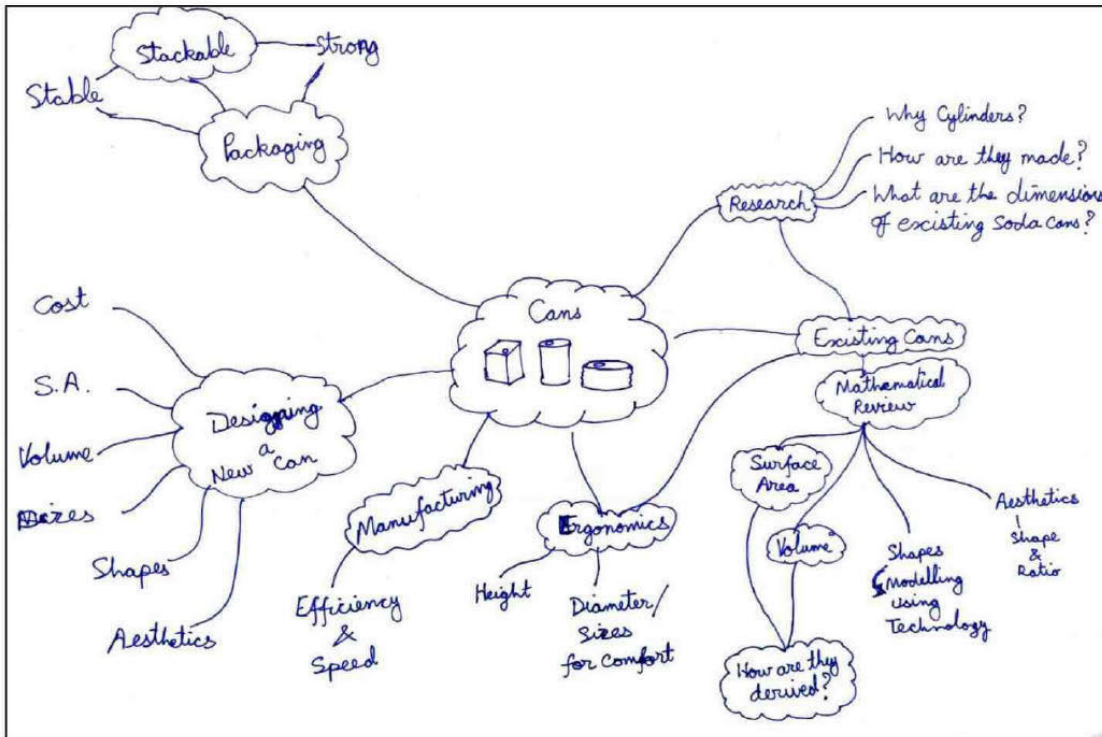 Stackable
Strong
Stable
Packaging
Why Cylinders?
How are they made?
What are the dimensions
of existing Soda Cans?
Research
Cans
Existing Cans
Mathematical
Review
Surface
Area
Volume
Shapes
Modelling
using
Technology
Aesthetics
Shape
&
Ratio
How are they
derived?
Cost
S.A.
Volume
Sizes
Shapes
Aesthetics
Designing
a
New Can
Manufacturing
Efficiency
&
Speed
Ergonomics
Height
Diameter/
Sizes
for Comfort